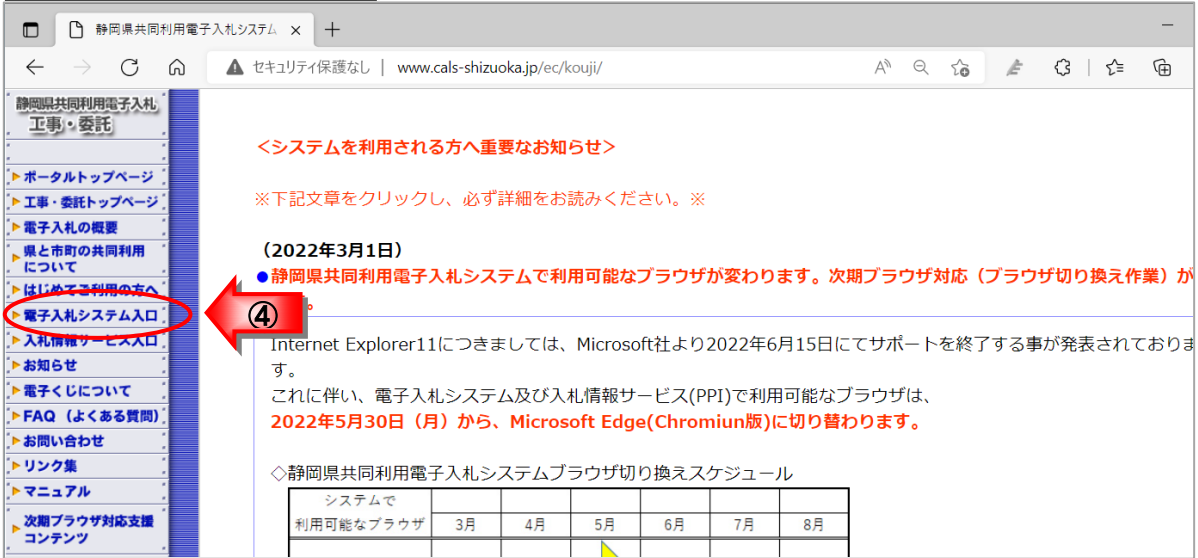 静岡県共同利用電子入札システム
セキュリティ保護なし | www.cals-shizuoka.jp/ec/kouji/
静岡県共同利用電子入札
工事・委託
ポータルトップページ
工事・委託トップページ
電子入札の概要
県と市町の共同利用
について
はじめてご利用の方へ
電子入札システム入口
入札情報サービス入口
お知らせ
電子くじについて
FAQ（よくある質問）
お問い合わせ
リンク集
マニュアル
次期ブラウザ対応支援
コンテンツ
④
＜システムを利用される方へ重要なお知らせ＞
※下記文章をクリックし、必ず詳細をお読みください。※
（2022年3月1日）
●静岡県共同利用電子入札システムで利用可能なブラウザが変わります。次期ブラウザ対応（ブラウザ切り換え作業）が
。
Internet Explorer11につきましては、Microsoft社より2022年6月15日にてサポートを終了する事が発表されておりま
す。
これに伴い、電子入札システム及び入札情報サービス(PPI)で利用可能なブラウザは、
2022年5月30日（月）から、Microsoft Edge(Chromiun版)に切り替わります。
◇静岡県共同利用電子入札システムブラウザ切り換えスケジュール
システムで
利用可能なブラウザ 3月 4月 5月 6月 7月 8月